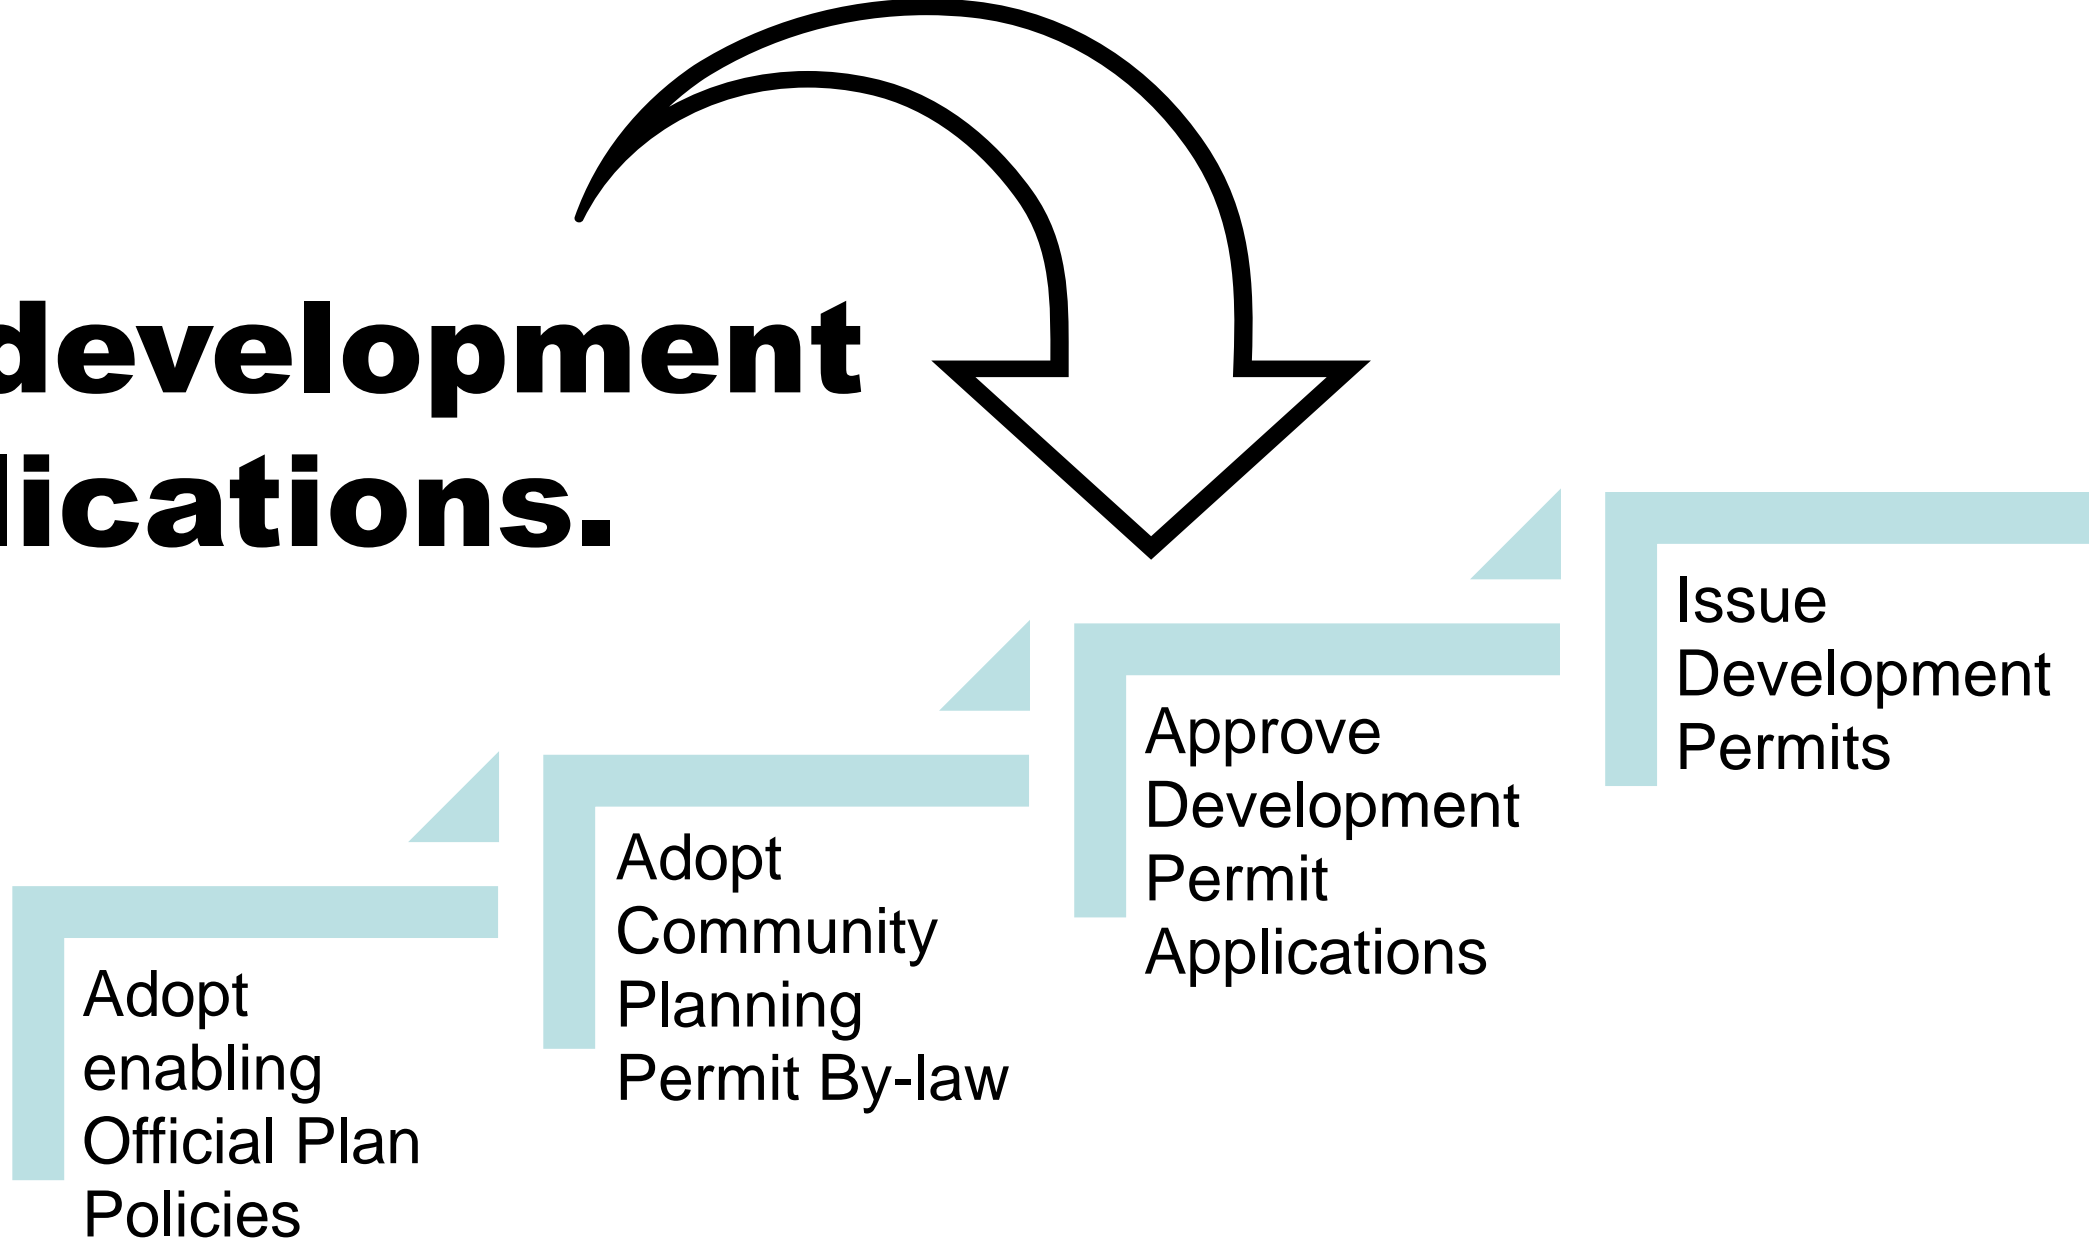 development
lications.
Issue
Development
Permits
Approve
Development
Permit
Applications
Adopt
Community
Planning
Permit By-law
Adopt
enabling
Official Plan
Policies